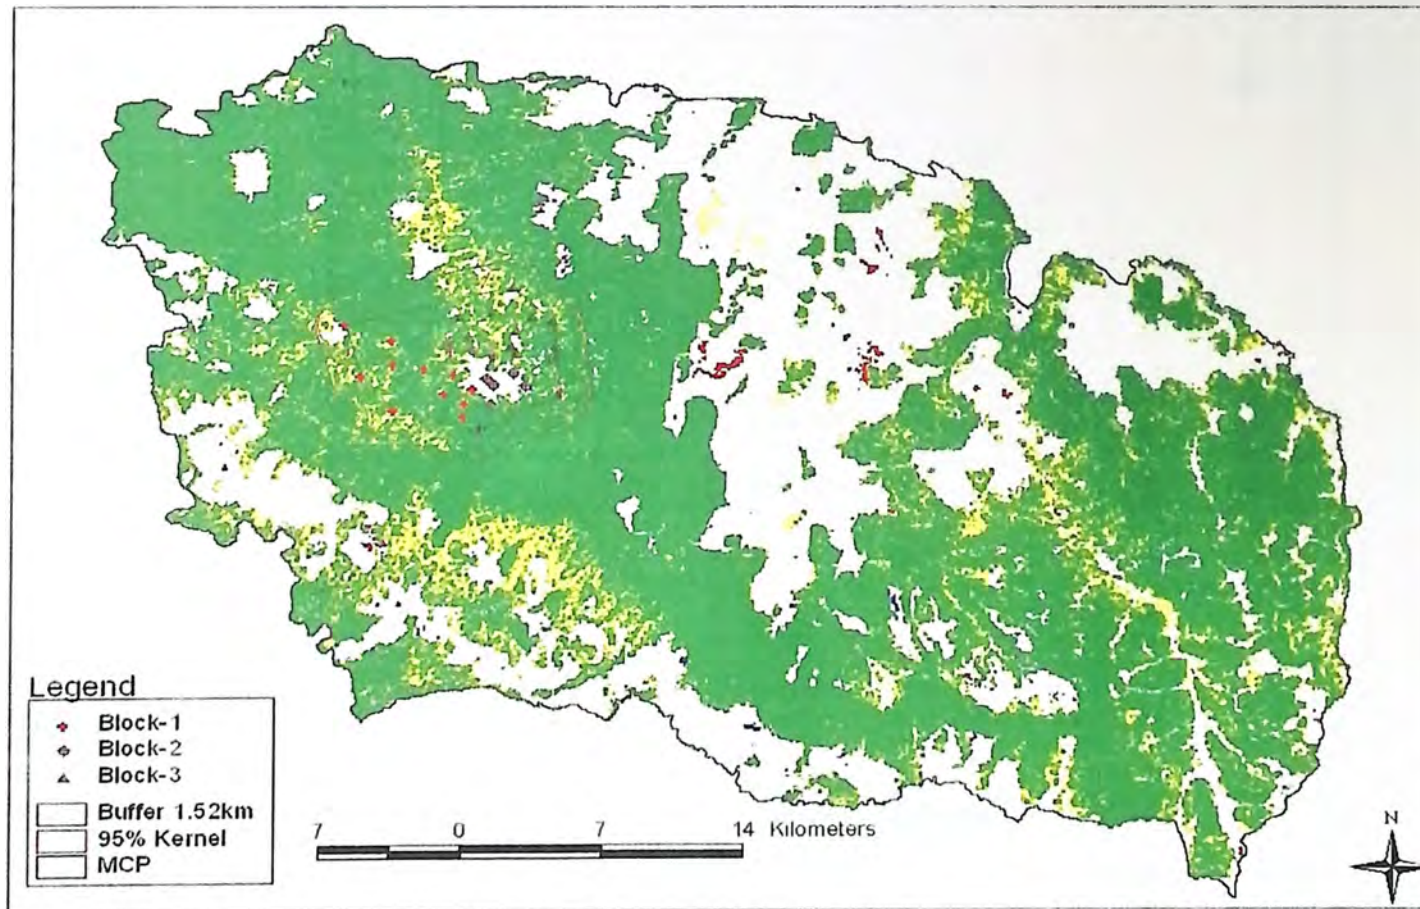 Legend
Block-1
Block-2
Block-3
Buffer 1.52km
95% Kernel
MCP
7 0 7 14 Kilometers
N